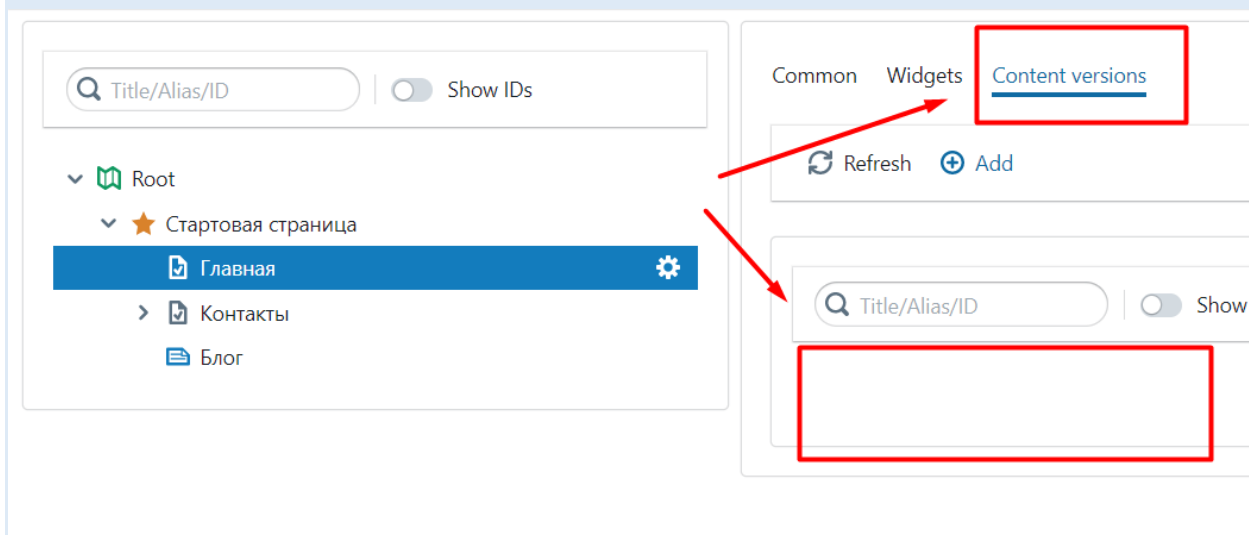 Title/Alias/ID
Show IDs
Root
Стартовая страница
Главная
Контакты
Блог
Common Widgets Content versions
Refresh Add
Title/Alias/ID
Show